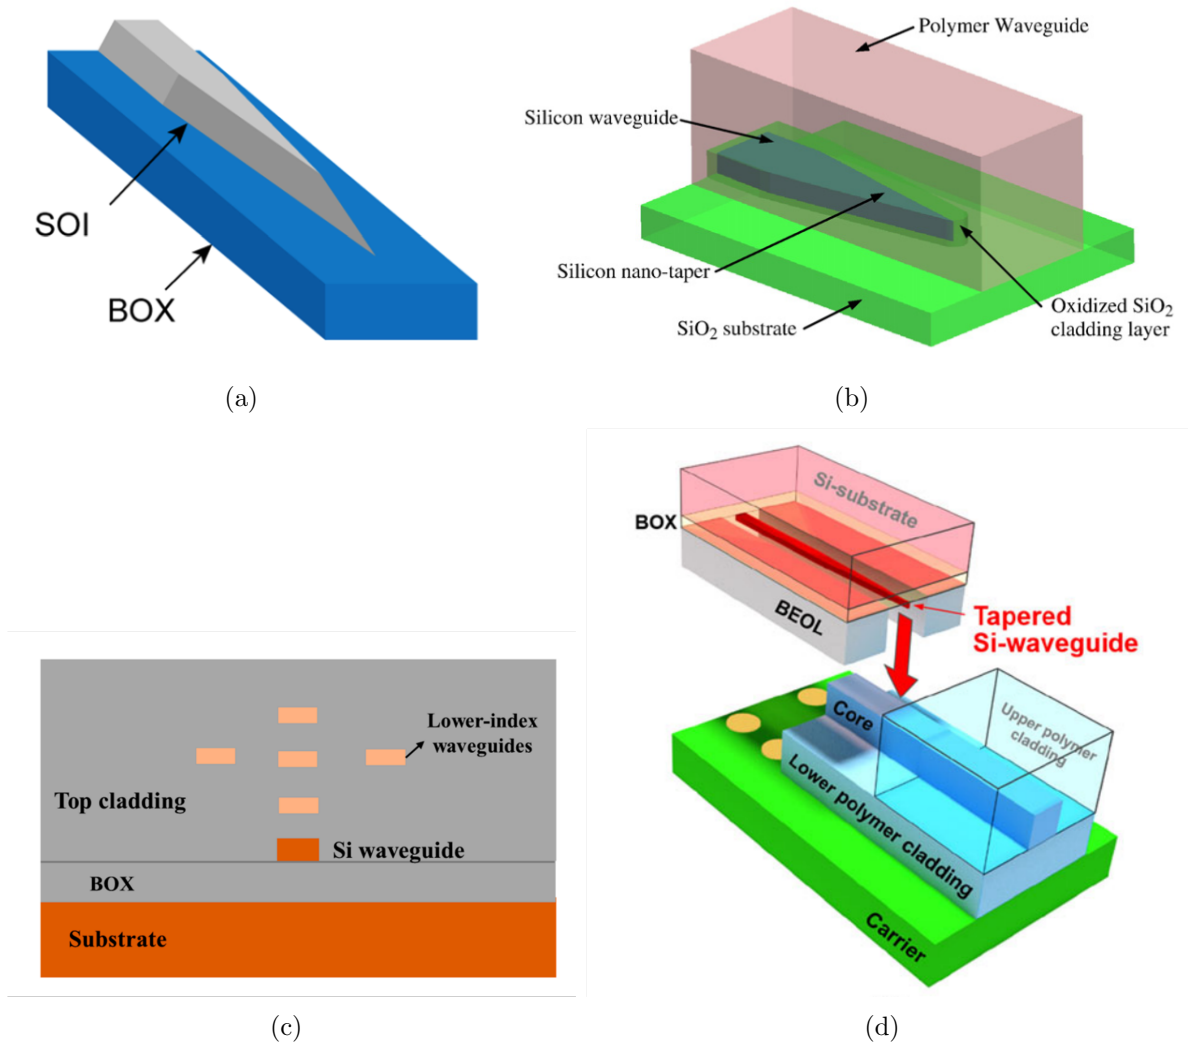 SOI
BOX
(a)
Polymer Waveguide
Silicon waveguide
Silicon nano-taper
SiO2 substrate
Oxidized SiO2
cladding layer
(b)
Lower-index
waveguides
Top cladding
Si waveguide
BOX
Substrate
(c)
Si-substrate
BOX
BEOL
Tapered
Si-waveguide
Core
Upper polymer
cladding
Lower polymer cladding
Carrier
(d)